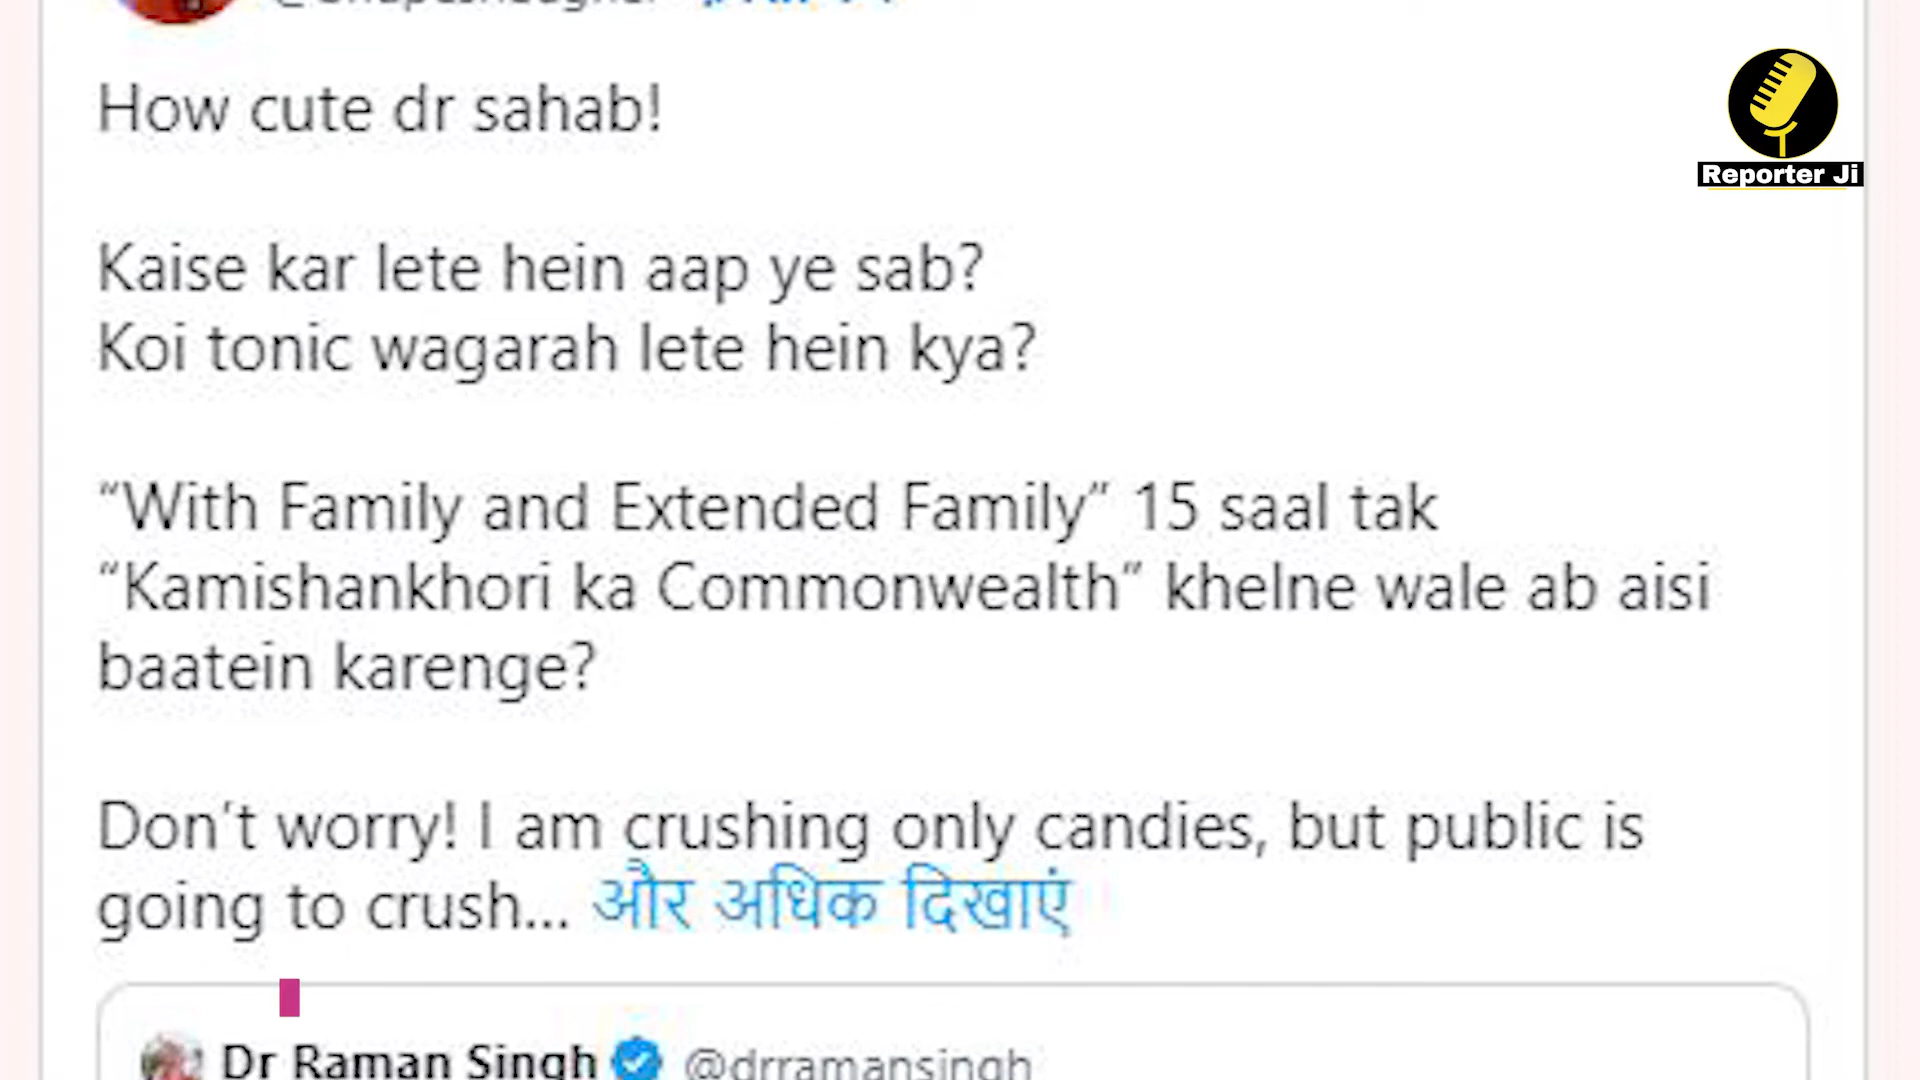 How cute dr sahab!
Reporter Ji
Kaise kar lete hein aap ye sab?
Koi tonic wagarah lete hein kya?
“With Family and Extended Family” 15 saal tak
“Kamishankhori ka Commonwealth” khelne wale ab aisi
baatein karenge?
Don't worry! I am crushing only candies, but public is
going to crush... और अधिक दिखाएं
Dr Raman Singh @drramansingh